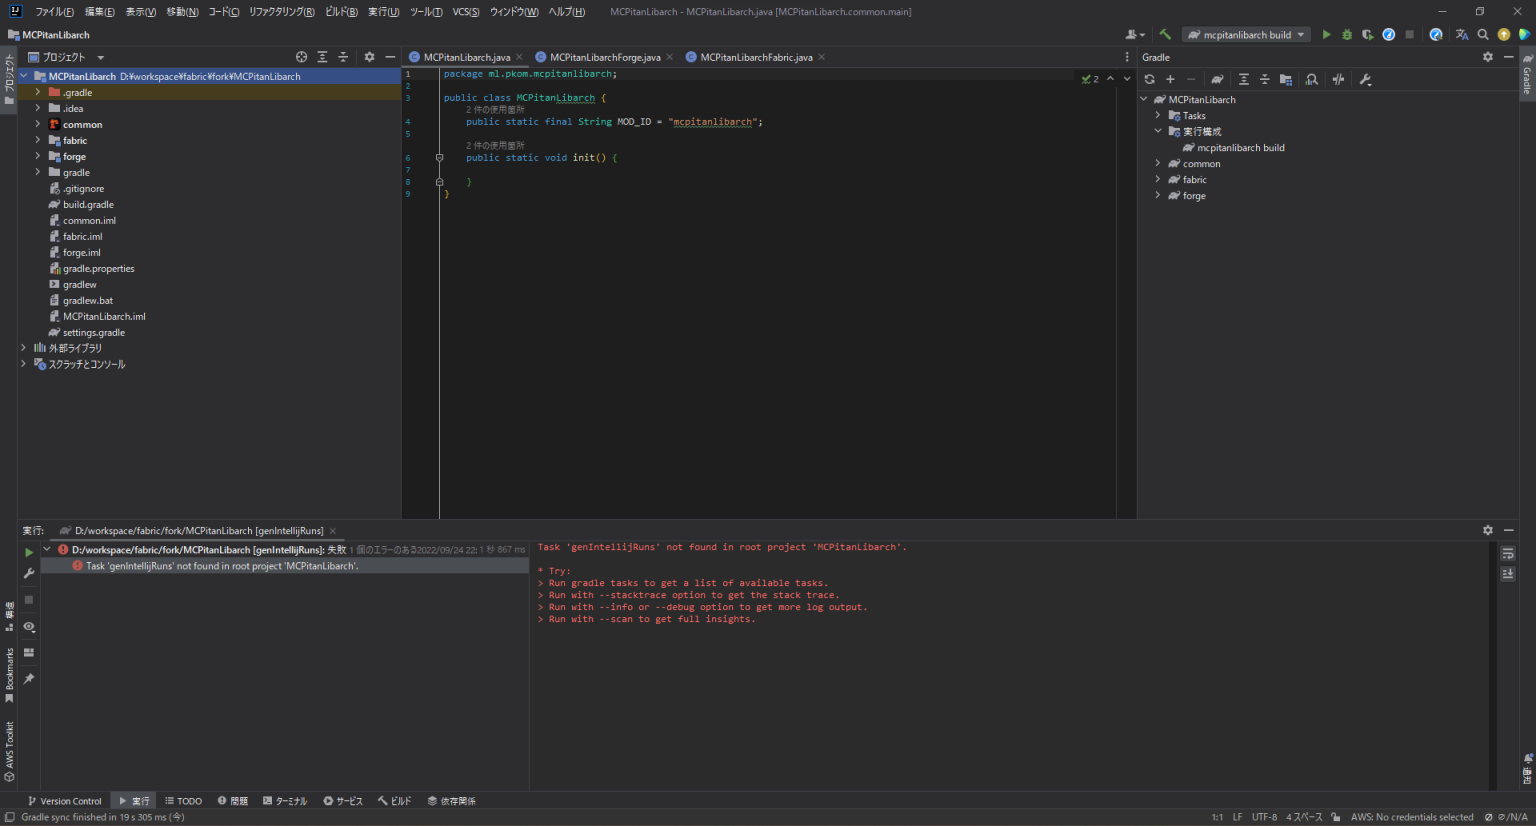 ファイル(F) 編集(E) 表示(V) 移動(N) コード(C) リファクタリング(R) ビルド(B) 実行(U) ツール(T) VCS(S) ウィンドウ(W) ヘルプ(H) MCPitanLibarch - MCPitanLibarch.java [MCPitanLibarch.common.main]
MCPitanLibarch
mcpitanlibarch build
プロジェクト
プロジェクト
MCPitanLibarch D:¥workspace¥fabric¥fork¥MCPitanLibarch
.gradle
.idea
common
fabric
forge
gradle
.gitignore
build.gradle
common.iml
fabric.iml
forge.iml
gradle.properties
gradlew
gradlew.bat
MCPitanLibarch.iml
settings.gradle
外部ライブラリ
スクラッチとコンソール
MCPitanLibarch.java MCPitanLibarchForge.java MCPitanLibarchFabric.java
1 package ml.pkom.mcpitanlibarch;
2
3 public class MCPitanLibarch {
2 件の使用箇所
4 public static final String MOD_ID = "mcpitanlibarch";
5
2 件の使用箇所
6 public static void init() {
7
8 }
9 }
2
Gradle
MCPitanLibarch
Tasks
実行構成
mcpitanlibarch build
common
fabric
forge
Gradle
通知
実行: D:/workspace/fabric/fork/MCPitanLibarch [genIntellijRuns]
D:/workspace/fabric/fork/MCPitanLibarch [genIntellijRuns]: 失敗 1 個のエラーのある2022/09/24 22: 1 秒 867 ms
Task 'genIntellijRuns' not found in root project 'MCPitanLibarch'.
Task 'genIntellijRuns' not found in root project 'MCPitanLibarch'.
* Try:
> Run gradle tasks to get a list of available tasks.
> Run with --stacktrace option to get the stack trace.
> Run with --info or --debug option to get more log output.
> Run with --scan to get full insights.
構造
Bookmarks
AWS Toolkit
Version Control 実行 TODO 問題 ターミナル サービス ビルド 依存関係
Gradle sync finished in 19 s 305 ms (今)
1:1 LF UTF-8 4 スペース AWS: No credentials selected ⊘/N/A